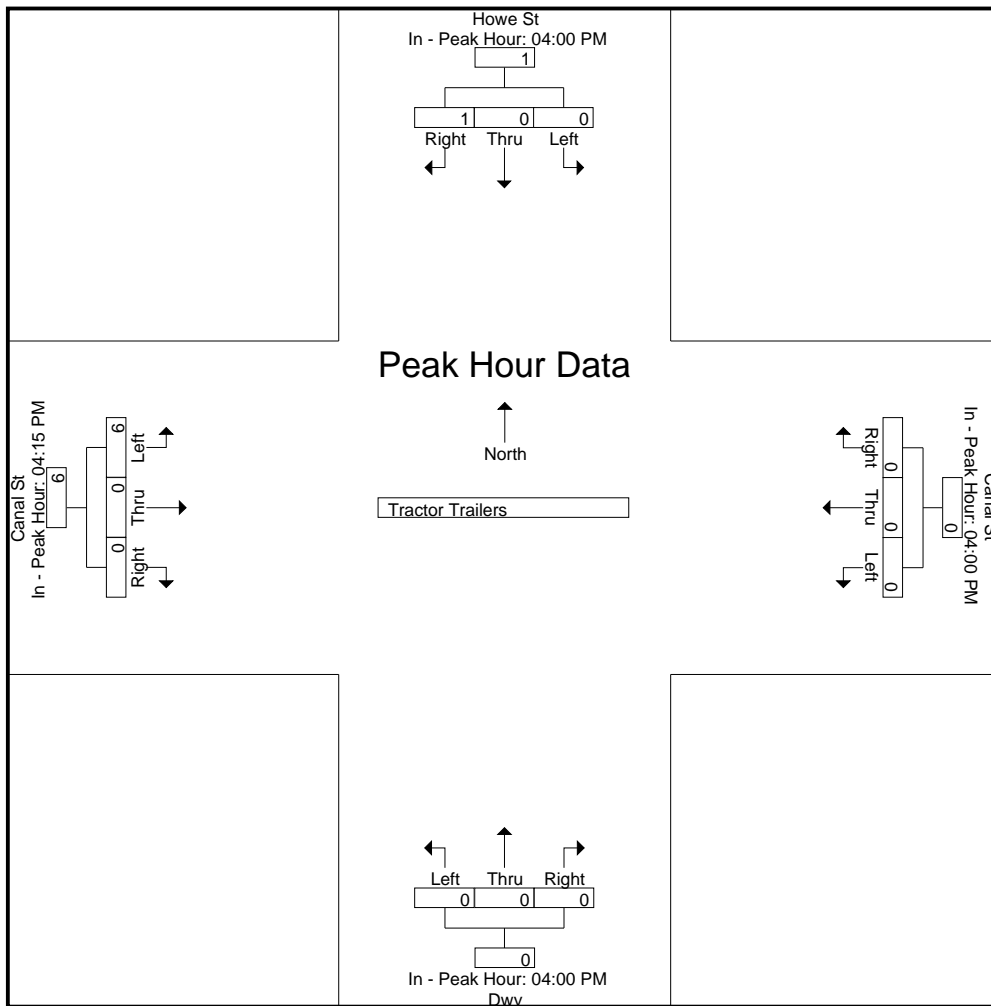 Howe St
In - Peak Hour: 04:00 PM
1
1 0 0
Right Thru Left
Peak Hour Data
North
Tractor Trailers
Canal St
In - Peak Hour: 04:15 PM
6
6
0
0
Left
Thru
Right
Right
Thru
Left
0
0
0
0
In - Peak Hour: 04:00 PM
Canal St
Left Thru Right
0 0 0
0
In - Peak Hour: 04:00 PM
Dwy